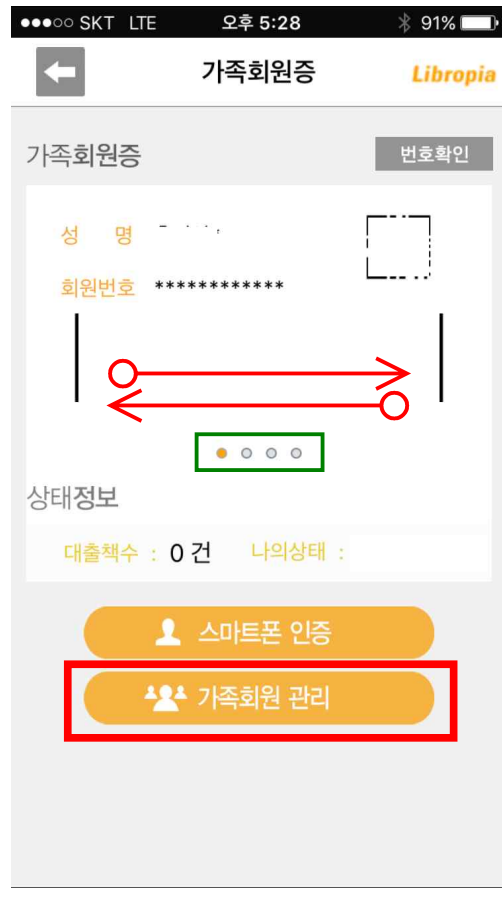 SKT LTE 오후 5:28 91%
가족회원증 Libropia
가족회원증 번호확인
성 명
회원번호 ************
상태정보
대출책수 : 0 건 나의상태 :
스마트폰 인증
가족회원 관리